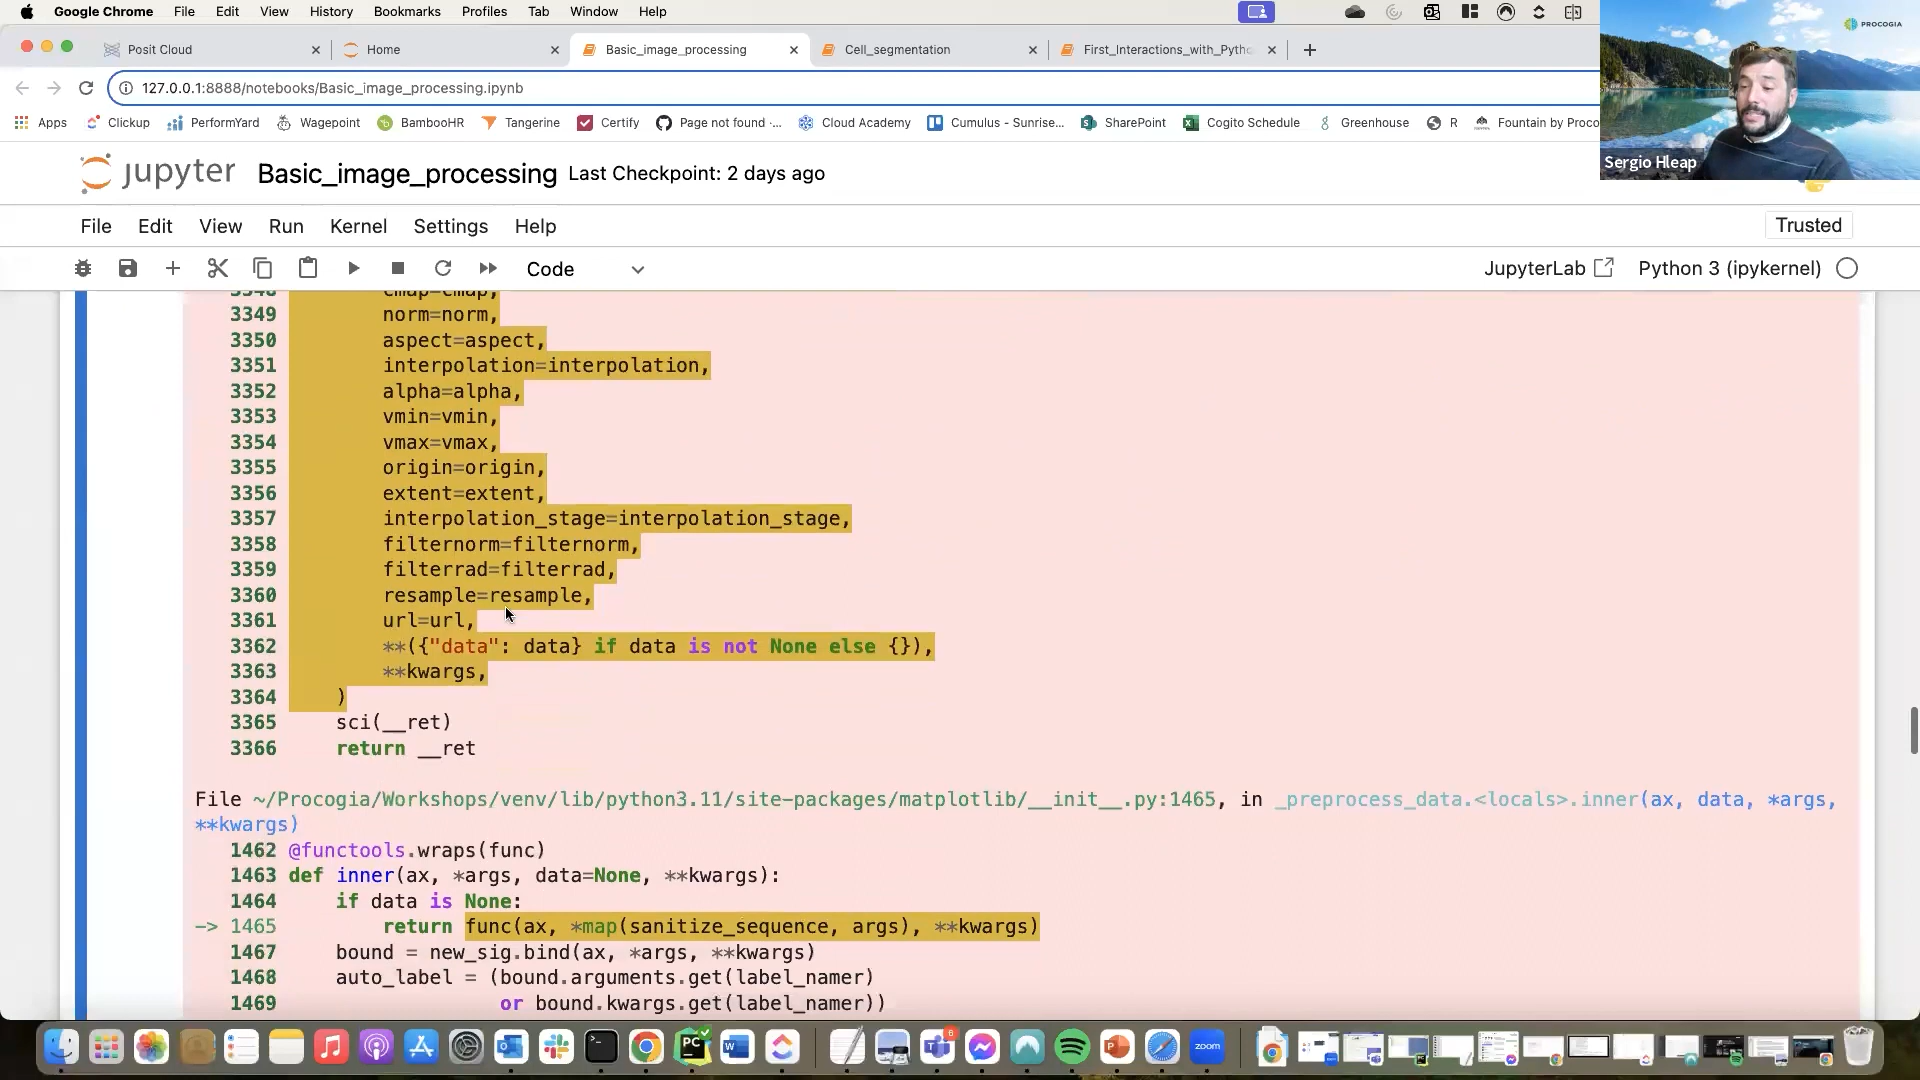 Google Chrome File Edit View History Bookmarks Profiles Tab Window Help
Posit Cloud Home Basic_image_processing Cell_segmentation First_Interactions_with_Pytho
127.0.0.1:8888/notebooks/Basic_image_processing.ipynb
Apps Clickup PerformYard Wagepoint BambooHR Tangerine Certify Page not found -... Cloud Academy Cumulus - Sunrise... SharePoint Cogito Schedule Greenhouse R Fountain by Proco
PROCOGIA
Sergio Hleap
jupyter Basic_image_processing Last Checkpoint: 2 days ago
File Edit View Run Kernel Settings Help Trusted
Code JupyterLab Python 3 (ipykernel)
3348 cmap=cmap,
3349 norm=norm,
3350 aspect=aspect,
3351 interpolation=interpolation,
3352 alpha=alpha,
3353 vmin=vmin,
3354 vmax=vmax,
3355 origin=origin,
3356 extent=extent,
3357 interpolation_stage=interpolation_stage,
3358 filternorm=filternorm,
3359 filterrad=filterrad,
3360 resample=resample,
3361 url=url,
3362 **({"data": data} if data is not None else {}),
3363 **kwargs,
3364 )
3365 sci(__ret)
3366 return __ret
File ~/Procogia/Workshops/venv/lib/python3.11/site-packages/matplotlib/__init__.py:1465, in _preprocess_data.<locals>.inner(ax, data, *args,
**kwargs)
1462 @functools.wraps(func)
1463 def inner(ax, *args, data=None, **kwargs):
1464 if data is None:
-> 1465 return func(ax, *map(sanitize_sequence, args), **kwargs)
1467 bound = new_sig.bind(ax, *args, **kwargs)
1468 auto_label = (bound.arguments.get(label_namer)
1469 or bound.kwargs.get(label_namer))
PC
zoom